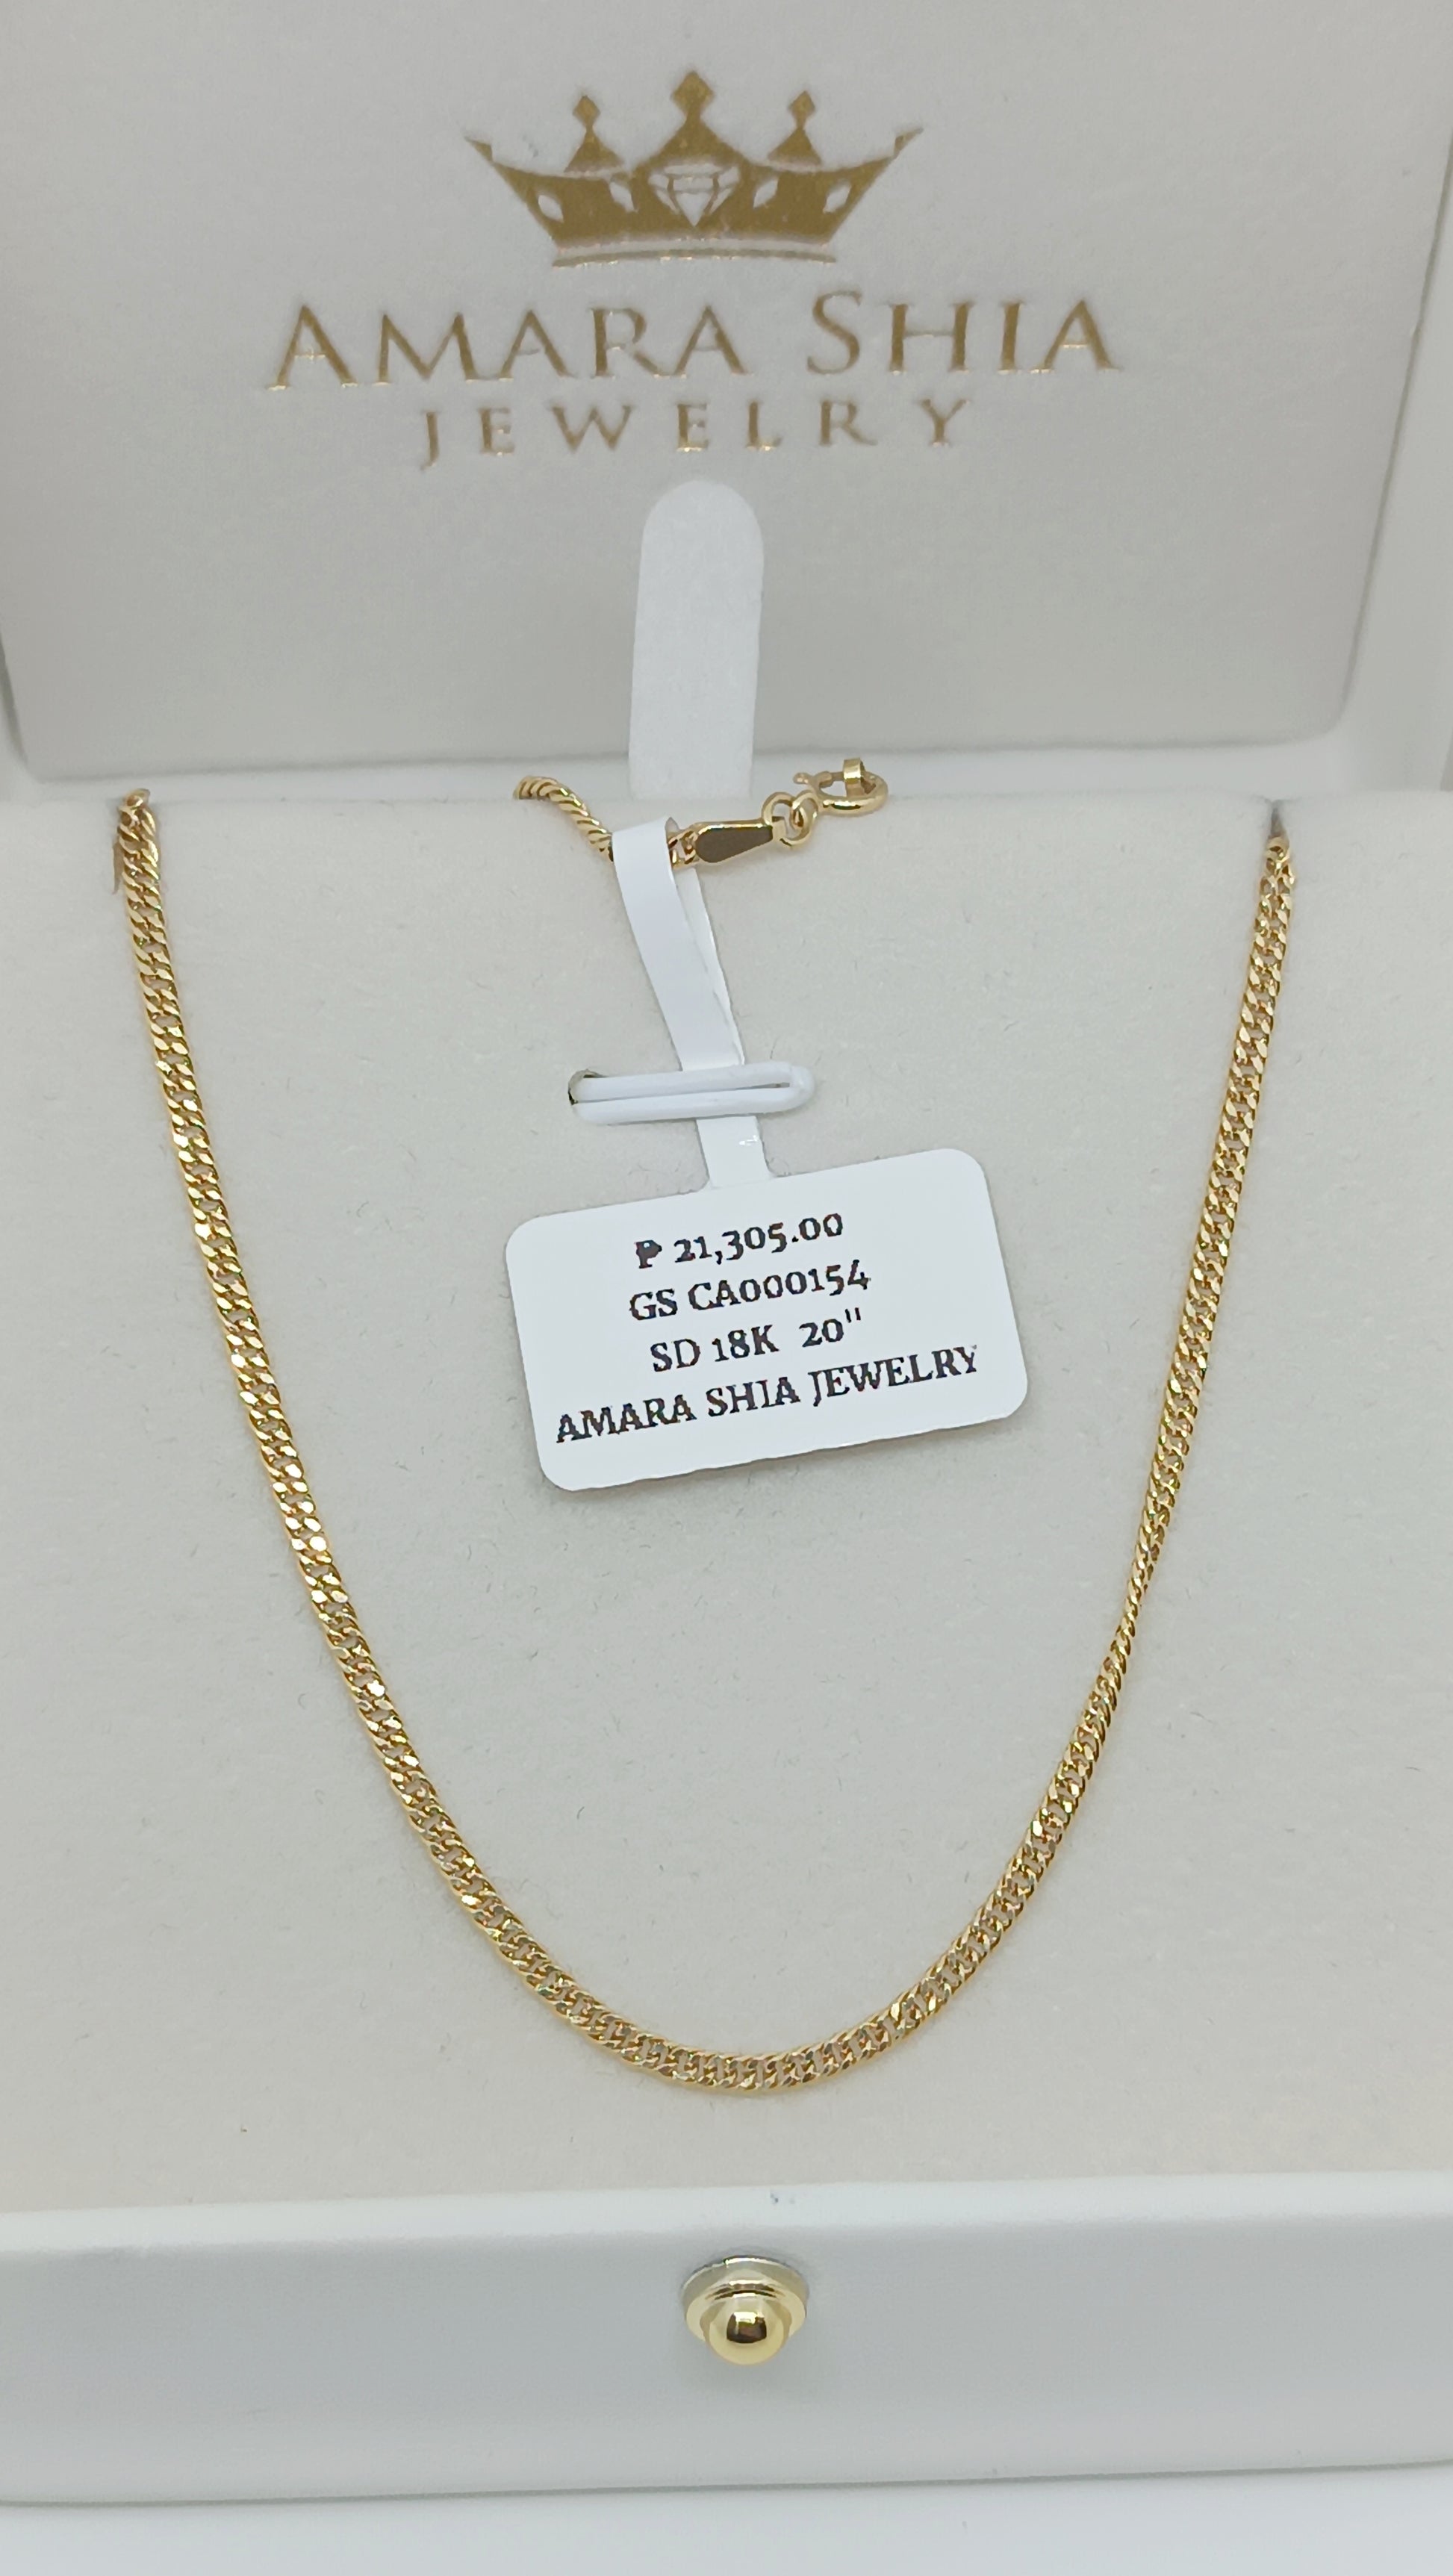 AMARA SHIA
JEWELRY
₱ 21,305.00
GS CA000154
SD 18K 20"
AMARA SHIA JEWELRY